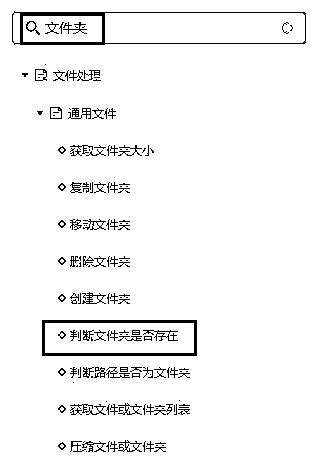 文件夹
文件处理
通用文件
获取文件夹大小
复制文件夹
移动文件夹
删除文件夹
创建文件夹
判断文件夹是否存在
判断路径是否为文件夹
获取文件或文件夹列表
压缩文件或文件夹